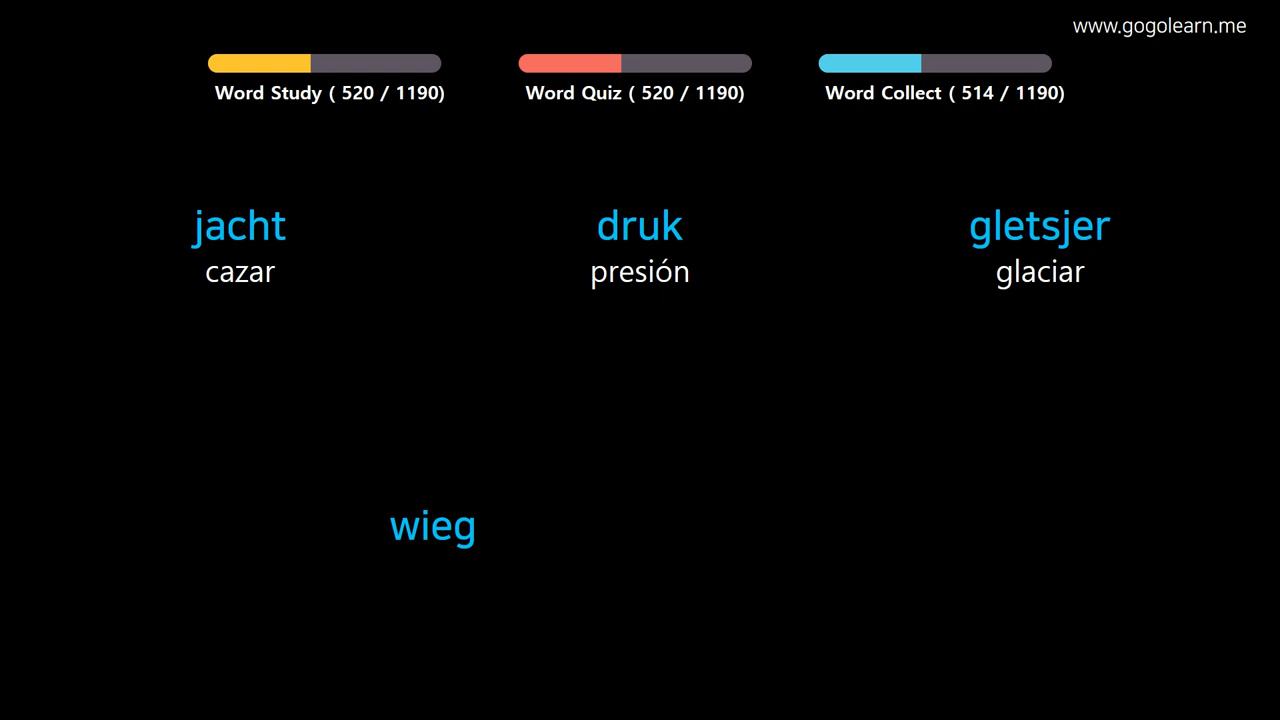 www.gogolearn.me
Word Study ( 520 / 1190)
Word Quiz ( 520 / 1190)
Word Collect ( 514 / 1190)
jacht
druk
gletsjer
cazar
presión
glaciar
wieg